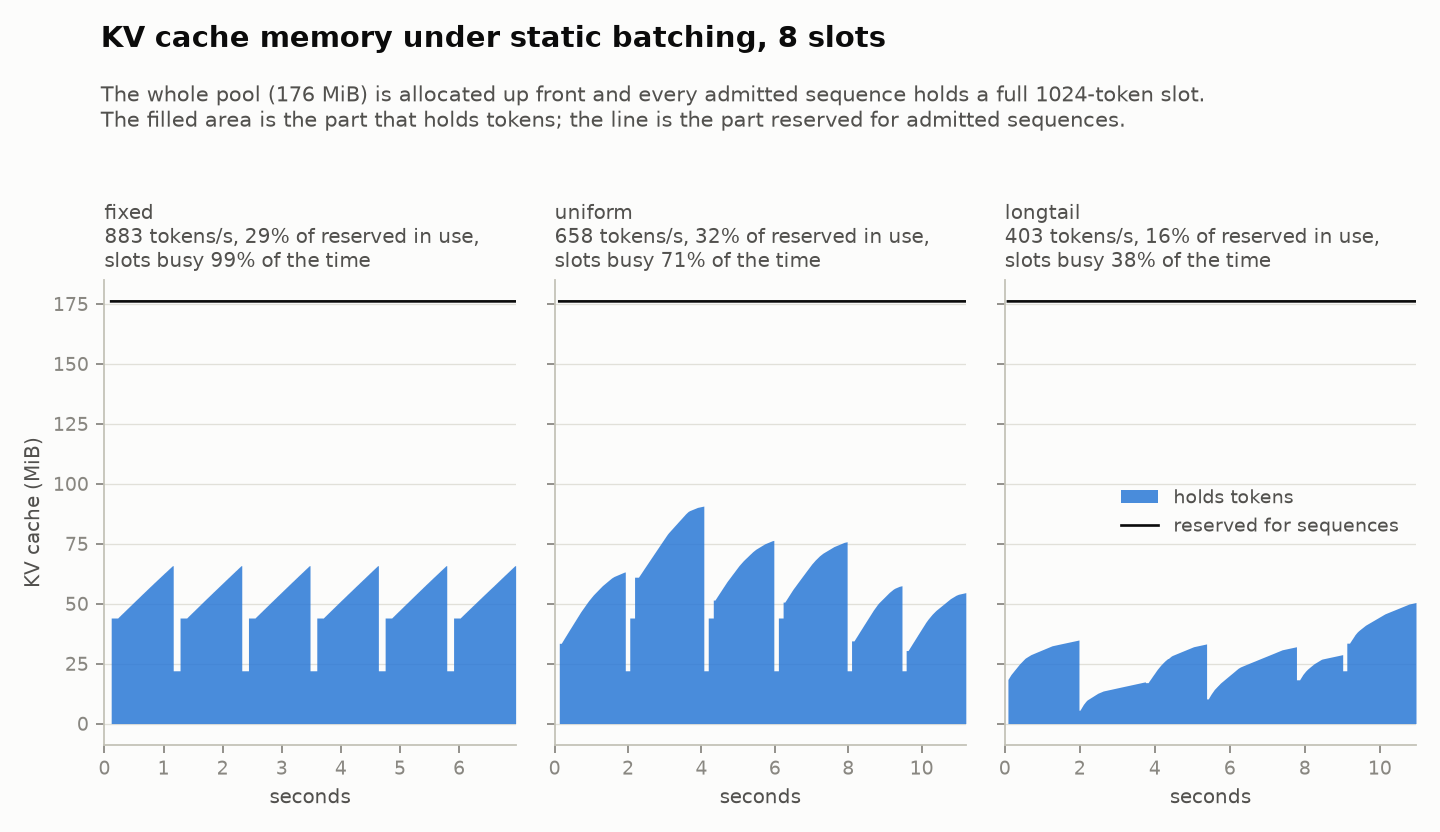 KV cache memory under static batching, 8 slots
The whole pool (176 MiB) is allocated up front and every admitted sequence holds a full 1024-token slot.
The filled area is the part that holds tokens; the line is the part reserved for admitted sequences.
fixed
883 tokens/s, 29% of reserved in use,
slots busy 99% of the time
uniform
658 tokens/s, 32% of reserved in use,
slots busy 71% of the time
longtail
403 tokens/s, 16% of reserved in use,
slots busy 38% of the time
KV cache (MiB)
175
150
125
100
75
50
25
0
holds tokens
reserved for sequences
0 1 2 3 4 5 6
seconds
0 2 4 6 8 10
seconds
0 2 4 6 8 10
seconds